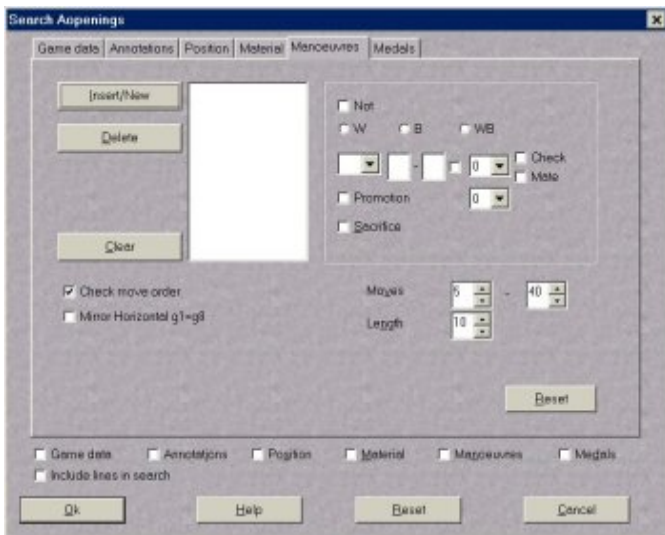 Search Aopenings
Game data Annotations Position Material Manoeuvres Medals
Insert/New
Not
W B WB
Delete
- 0 Check
Mate
Promotion 0
Sacrifice
Clear
Check move order
Moves 5 - 40
Mirror Horizontal g1=g8
Length 10
Reset
Game data Annotations Position Material Manoeuvres Medals
Include lines in search
Ok Help Reset Cancel